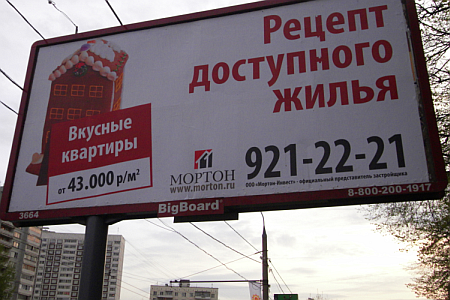 Рецепт
доступного
жилья
Вкусные
квартиры
от 43.000 р/м²
МОРТОН
www.morton.ru
921-22-21
ООО «Мортон-Инвест» - официальный представитель застройщика
8-800-200-1917
3664
BigBoard